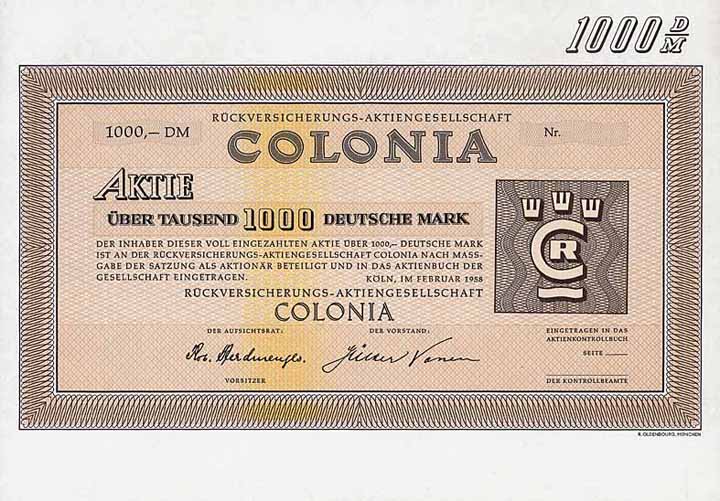 1000 D/M
RÜCKVERSICHERUNGS-AKTIENGESELLSCHAFT
1000,– DM
Nr.
COLONIA
AKTIE
ÜBER TAUSEND 1000 DEUTSCHE MARK
DER INHABER DIESER VOLL EINGEZAHLTEN AKTIE ÜBER 1000,– DEUTSCHE MARK
IST AN DER RÜCKVERSICHERUNGS-AKTIENGESELLSCHAFT COLONIA NACH MASS-
GABE DER SATZUNG ALS AKTIONÄR BETEILIGT UND IN DAS AKTIENBUCH DER
GESELLSCHAFT EINGETRAGEN. KÖLN, IM FEBRUAR 1958
RÜCKVERSICHERUNGS-AKTIENGESELLSCHAFT
COLONIA
CR
DER AUFSICHTSRAT: DER VORSTAND:
VORSITZER
EINGETRAGEN IN DAS
AKTIENKONTROLLBUCH
SEITE
DER KONTROLLBEAMTE
R. OLDENBOURG, MÜNCHEN